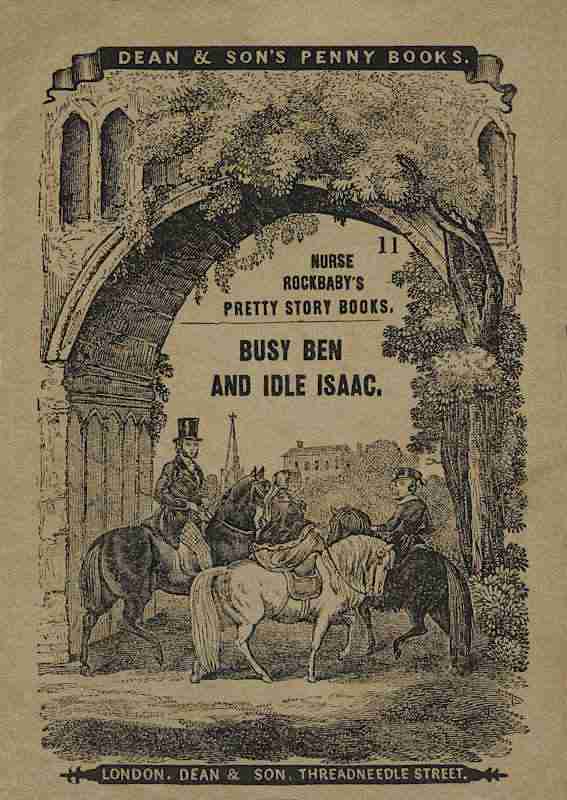 DEAN & SON'S PENNY BOOKS.
11
NURSE
ROCKBABY'S
PRETTY STORY BOOKS.
BUSY BEN
AND IDLE ISAAC.
LONDON. DEAN & SON. THREADNEEDLE STREET.